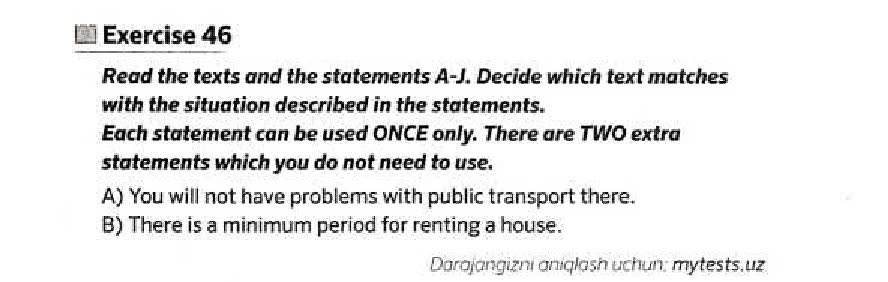 Exercise 46
Read the texts and the statements A-J. Decide which text matches
with the situation described in the statements.
Each statement can be used ONCE only. There are TWO extra
statements which you do not need to use.
A) You will not have problems with public transport there.
B) There is a minimum period for renting a house.
Darajangizni aniqlash uchun: mytests.uz